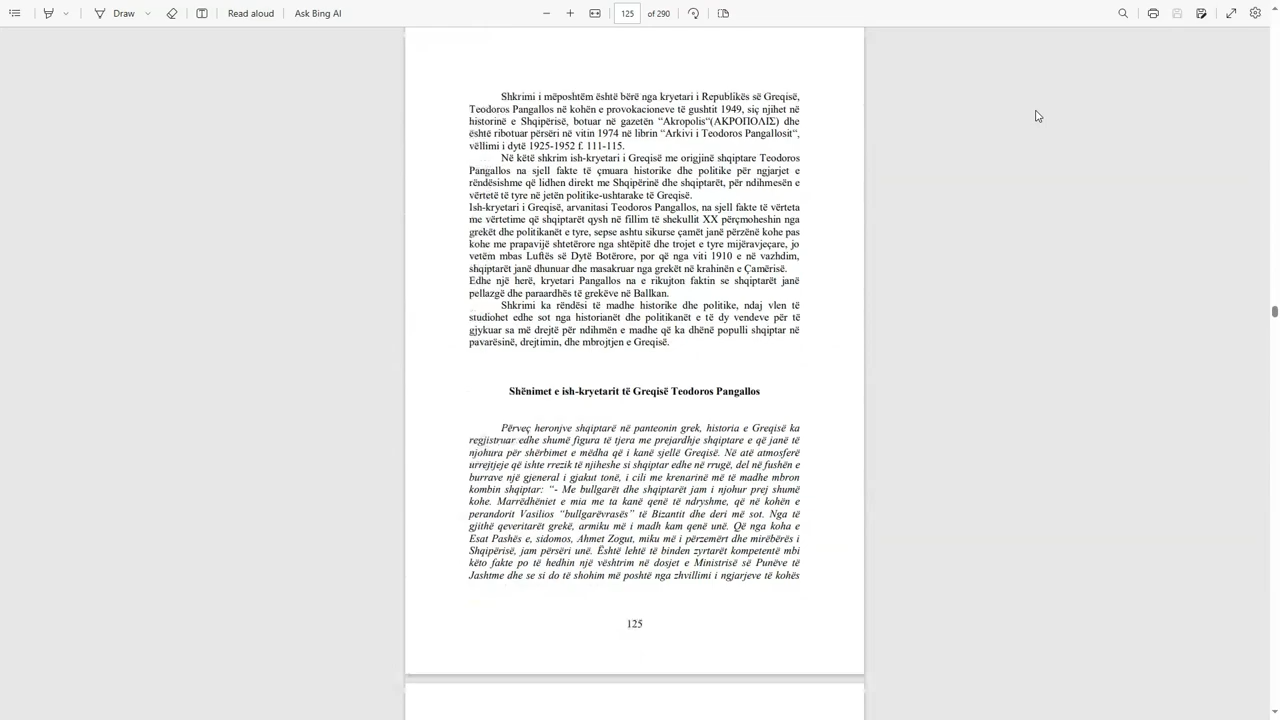 Draw
Read aloud
Ask Bing AI
125 of 290
Shkrimi i mëposhtëm është bërë nga kryetari i Republikës së Greqisë,
Teodoros Pangallos në kohën e provokacioneve të gushtit 1949, siç njihet në
historinë e Shqipërisë, botuar në gazetën “Akropolis“(ΑΚΡΟΠΟΛΙΣ) dhe
është ribotuar përsëri në vitin 1974 në librin “Arkivi i Teodoros Pangallosit“,
vëllimi i dytë 1925-1952 f. 111-115.
Në këtë shkrim ish-kryetari i Greqisë me origjinë shqiptare Teodoros
Pangallos na sjell fakte të çmuara historike dhe politike për ngjarjet e
rëndësishme që lidhen direkt me Shqipërinë dhe shqiptarët, për ndihmesën e
vërtetë të tyre në jetën politike-ushtarake të Greqisë.
Ish-kryetari i Greqisë, arvanitasi Teodoros Pangallos, na sjell fakte të vërteta
me vërtetime që shqiptarët qysh në fillim të shekullit XX përçmoheshin nga
grekët dhe politikanët e tyre, sepse ashtu sikurse çamët janë përzënë kohe pas
kohe me prapavijë shtetërore nga shtëpitë dhe trojet e tyre mijëravjeçare, jo
vetëm mbas Luftës së Dytë Botërore, por që nga viti 1910 e në vazhdim,
shqiptarët janë dhunuar dhe masakruar nga grekët në krahinën e Çamërisë.
Edhe një herë, kryetari Pangallos na e rikujton faktin se shqiptarët janë
pellazgë dhe paraardhës të grekëve në Ballkan.
Shkrimi ka rëndësi të madhe historike dhe politike, ndaj vlen të
studiohet edhe sot nga historianët dhe politikanët e të dy vendeve për të
gjykuar sa më drejtë për ndihmën e madhe që ka dhënë populli shqiptar në
pavarësinë, drejtimin, dhe mbrojtjen e Greqisë.
Shënimet e ish-kryetarit të Greqisë Teodoros Pangallos
Përveç heronjve shqiptarë në panteonin grek, historia e Greqisë ka
regjistruar edhe shumë figura të tjera me prejardhje shqiptare e që janë të
njohura për shërbimet e mëdha që i kanë sjellë Greqisë. Në atë atmosferë
urrejtjeje që ishte rrezik të njiheshe si shqiptar edhe në rrugë, del në fushën e
burrave një gjeneral i gjakut tonë, i cili me krenarinë më të madhe mbron
kombin shqiptar: “- Me bullgarët dhe shqiptarët jam i njohur prej shumë
kohe. Marrëdhëniet e mia me ta kanë qenë të ndryshme, që në kohën e
perandorit Vasilios “bullgarëvrasës” të Bizantit dhe deri më sot. Nga të
gjithë qeveritarët grekë, armiku më i madh kam qenë unë. Që nga koha e
Esat Pashës e, sidomos, Ahmet Zogut, miku më i përzemërt dhe mirëbërës i
Shqipërisë, jam përsëri unë. Është lehtë të binden zyrtarët kompetentë mbi
këto fakte po të hedhin një vështrim në dosjet e Ministrisë së Punëve të
Jashtme dhe se si do të shohim më poshtë nga zhvillimi i ngjarjeve të kohës
125